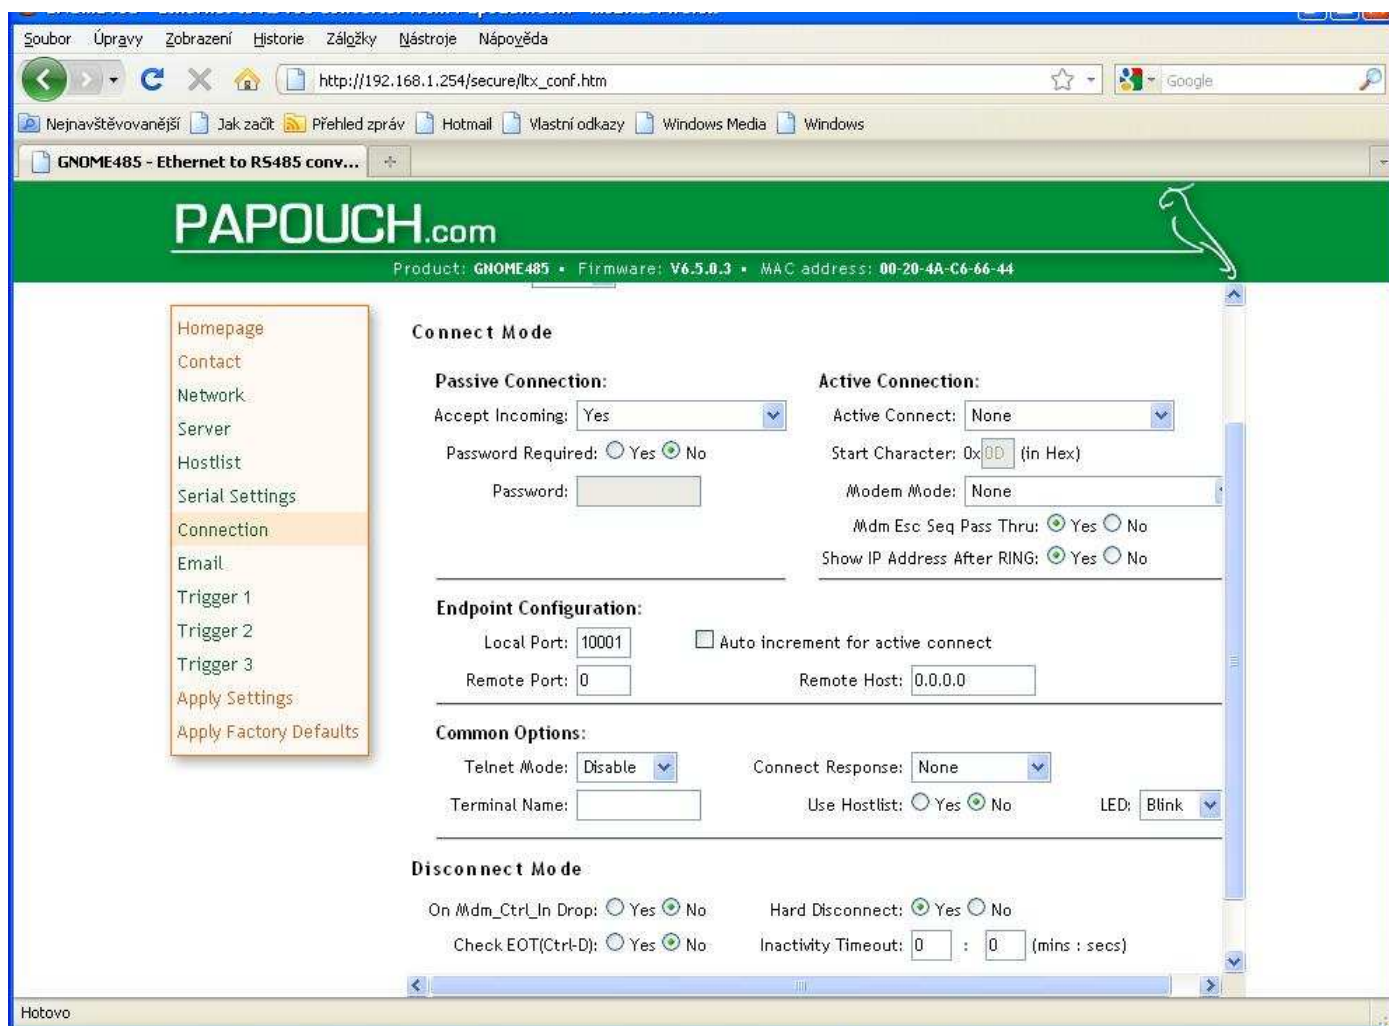 Soubor Úpravy Zobrazení Historie Záložky Nástroje Nápověda
http://192.168.1.254/secure/ltx_conf.htm Google
Nejnavštěvovanější Jak začít Přehled zpráv Hotmail Vlastní odkazy Windows Media Windows
GNOME485 - Ethernet to RS485 conv...
PAPOUCH.com
Product: GNOME485 • Firmware: V6.5.0.3 • MAC address: 00-20-4A-C6-66-44
Homepage
Contact
Network
Server
Hostlist
Serial Settings
Connection
Email
Trigger 1
Trigger 2
Trigger 3
Apply Settings
Apply Factory Defaults
Connect Mode
Passive Connection:
Accept Incoming: Yes
Password Required: Yes No
Password:
Active Connection:
Active Connect: None
Start Character: 0x 0D (in Hex)
Modem Mode: None
Mdm Esc Seq Pass Thru: Yes No
Show IP Address After RING: Yes No
Endpoint Configuration:
Local Port: 10001 Auto increment for active connect
Remote Port: 0 Remote Host: 0.0.0.0
Common Options:
Telnet Mode: Disable Connect Response: None
Terminal Name: Use Hostlist: Yes No LED: Blink
Disconnect Mode
On Mdm_Ctrl_In Drop: Yes No Hard Disconnect: Yes No
Check EOT(Ctrl-D): Yes No Inactivity Timeout: 0 : 0 (mins : secs)
Hotovo